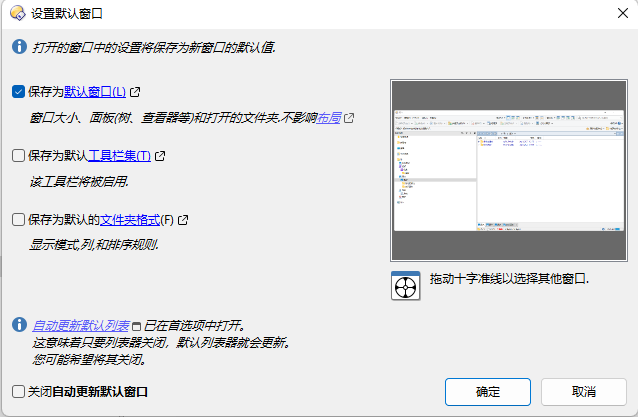 设置默认窗口
打开的窗口中的设置将保存为新窗口的默认值.
保存为默认窗口(L)
窗口大小、面板(树、查看器等)和打开的文件夹.不影响布局
保存为默认工具栏集(T)
该工具栏将被启用.
保存为默认的文件夹格式(F)
显示模式,列,和排序规则.
拖动十字准线以选择其他窗口.
自动更新默认列表 已在首选项中打开。
这意味着只要列表器关闭，默认列表器就会更新。
您可能希望将其关闭。
关闭自动更新默认窗口
确定
取消